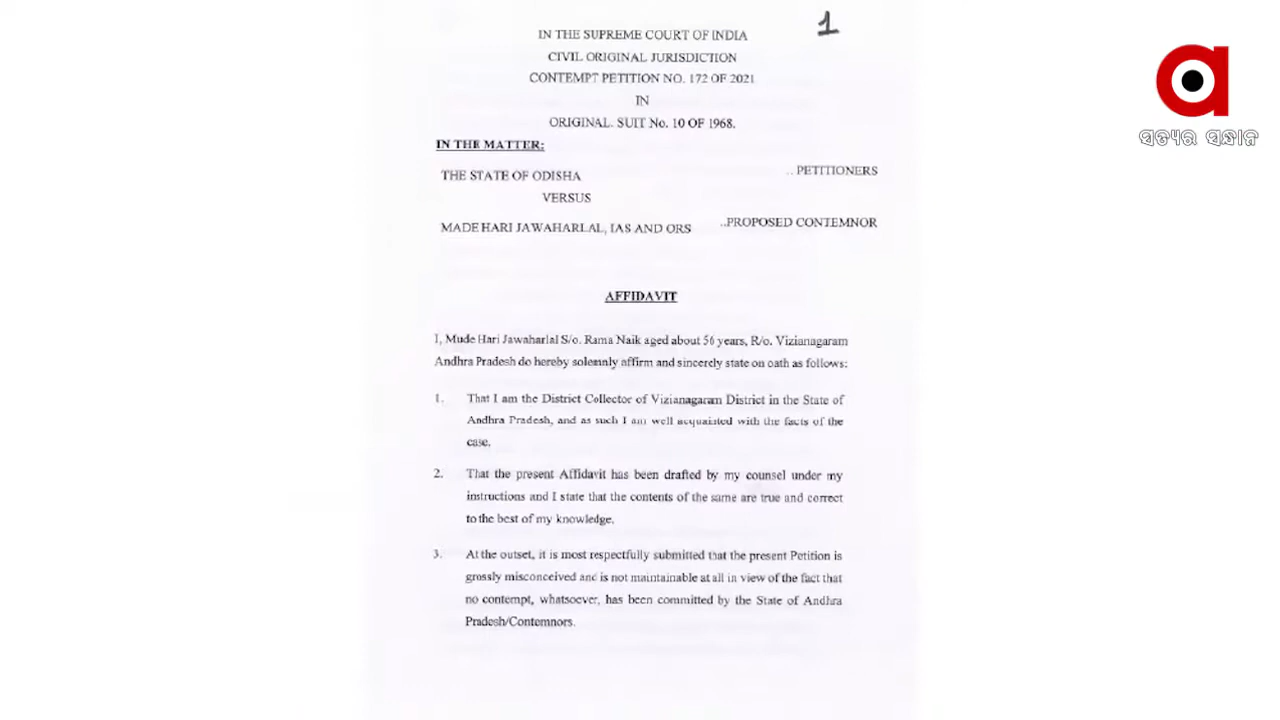 1
IN THE SUPREME COURT OF INDIA
CIVIL ORIGINAL JURISDICTION
CONTEMPT PETITION NO. 172 OF 2021
IN
ORIGINAL. SUIT No. 10 OF 1968.
IN THE MATTER:
THE STATE OF ODISHA .. PETITIONERS
VERSUS
MADE HARI JAWAHARLAL, IAS AND ORS ..PROPOSED CONTEMNOR
AFFIDAVIT
I, Mude Hari Jawaharlal S/o. Rama Naik aged about 56 years, R/o. Vizianagaram
Andhra Pradesh do hereby solemnly affirm and sincerely state on oath as follows:
1. That I am the District Collector of Vizianagaram District in the State of
Andhra Pradesh, and as such I am well acquainted with the facts of the
case.
2. That the present Affidavit has been drafted by my counsel under my
instructions and I state that the contents of the same are true and correct
to the best of my knowledge.
3. At the outset, it is most respectfully submitted that the present Petition is
grossly misconceived and is not maintainable at all in view of the fact that
no contempt, whatsoever, has been committed by the State of Andhra
Pradesh/Contemnors.
a
ସତ୍ୟର ସନ୍ଧାନ